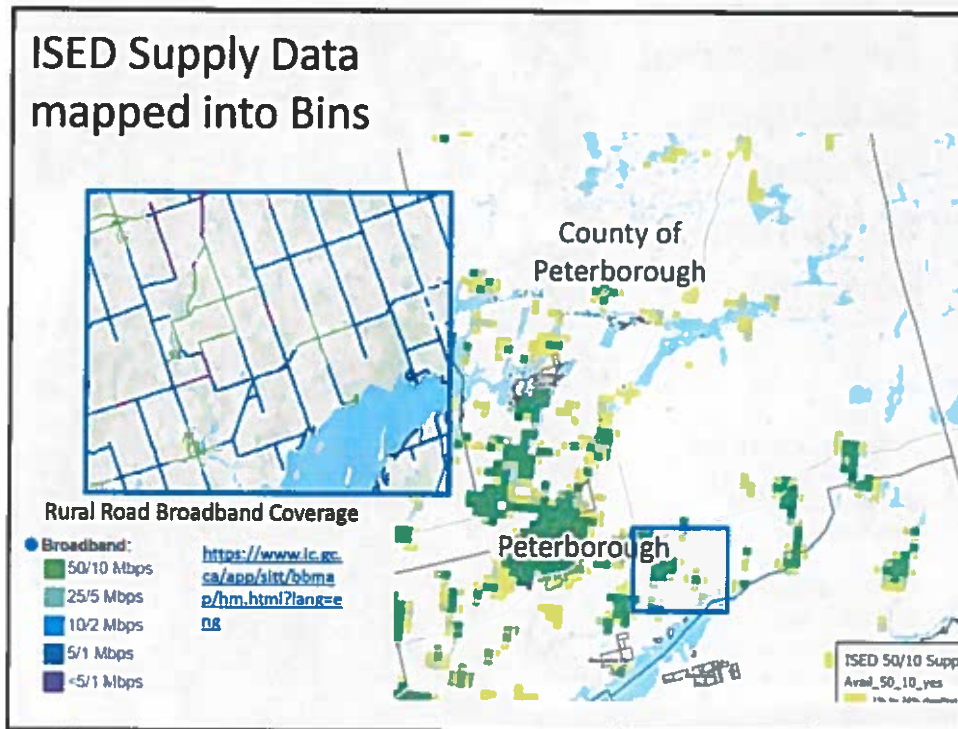 ISED Supply Data
mapped into Bins
County of
Peterborough
Rural Road Broadband Coverage
Broadband:
50/10 Mbps
25/5 Mbps
10/2 Mbps
5/1 Mbps
<5/1 Mbps
https://www.ic.gc.
ca/app/sitt/bbma
p/hm.html?lang=e
ng
Peterborough
ISED 50/10 Supp
Avail_50_10_yes